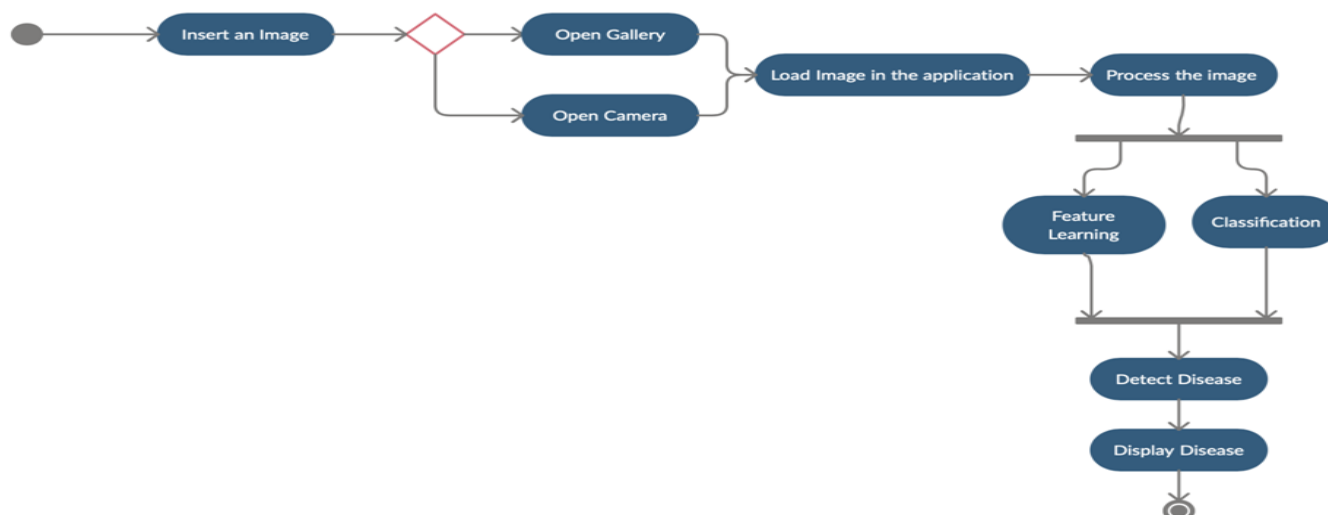 Insert an Image
Open Gallery
Open Camera
Load Image in the application
Process the image
Feature
Learning
Classification
Detect Disease
Display Disease